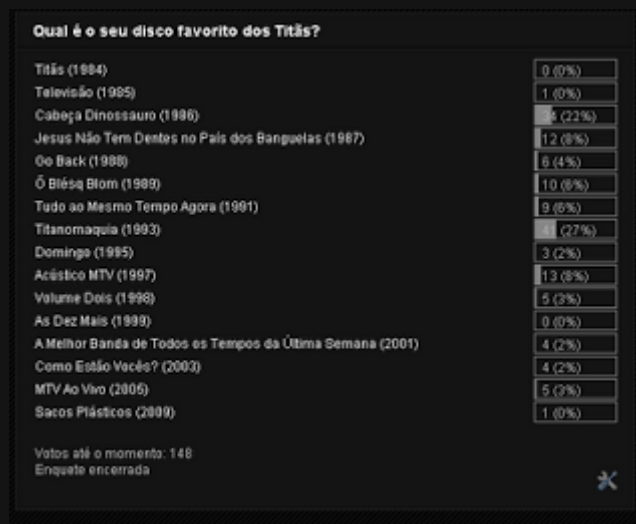 Qual é o seu disco favorito dos Titãs?
Titãs (1984) 0 (0%)
Televisão (1985) 1 (0%)
Cabeça Dinossauro (1986) 34 (22%)
Jesus Não Tem Dentes no País dos Banguelas (1987) 12 (8%)
Go Back (1988) 6 (4%)
Õ Blésq Blom (1989) 10 (6%)
Tudo ao Mesmo Tempo Agora (1991) 9 (6%)
Titanomaquia (1993) 41 (27%)
Domingo (1995) 3 (2%)
Acústico MTV (1997) 13 (8%)
Volume Dois (1998) 5 (3%)
As Dez Mais (1999) 0 (0%)
A Melhor Banda de Todos os Tempos da Última Semana (2001) 4 (2%)
Como Estão Vocês? (2003) 4 (2%)
MTV Ao Vivo (2005) 5 (3%)
Sacos Plásticos (2009) 1 (0%)
Votos até o momento: 148
Enquete encerrada